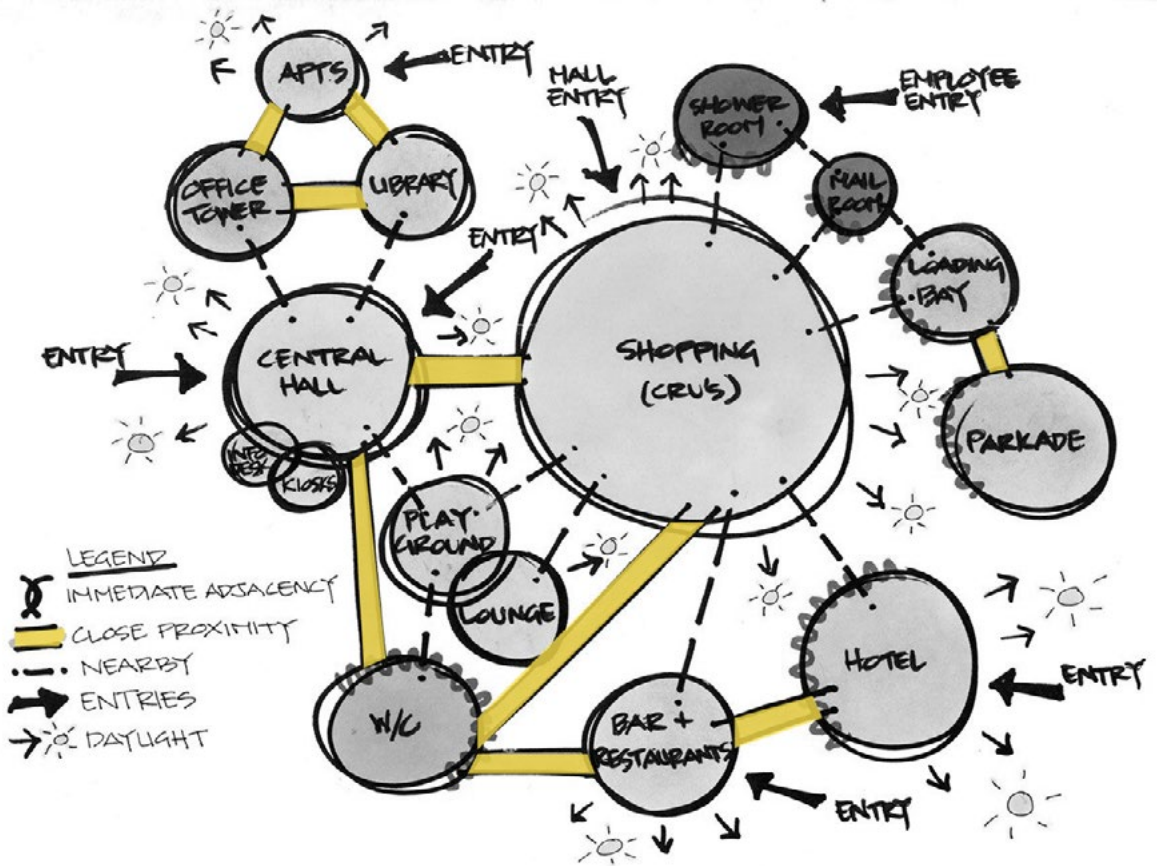 APTS
ENTRY
OFFICE
TOWER
LIBRARY
MALL
ENTRY
SHOWER
ROOM
EMPLOYEE
ENTRY
MAIL
ROOM
LOADING
BAY
PARKADE
ENTRY
ENTRY
CENTRAL
HALL
INFO
DESK
KIOSKS
SHOPPING
(CRU'S)
PLAY-
GROUND
LOUNGE
W/C
BAR +
RESTAURANTS
ENTRY
HOTEL
ENTRY
LEGEND
IMMEDIATE ADJACENCY
CLOSE PROXIMITY
NEARBY
ENTRIES
DAYLIGHT